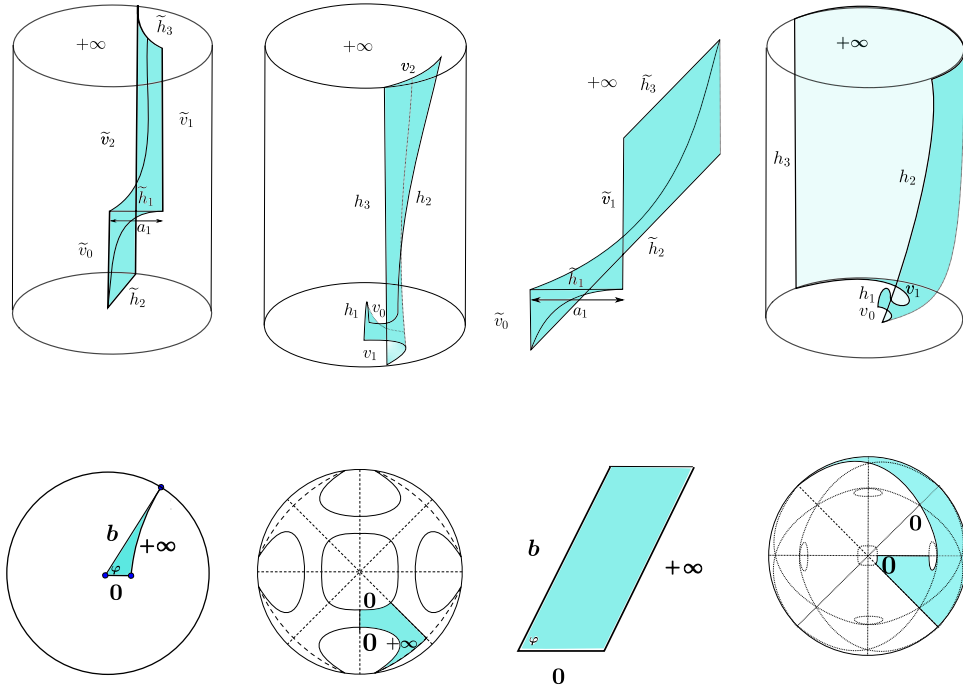 +∞
h̃₃
ṽ₂
ṽ₁
h̃₁
a₁
ṽ₀
h̃₂
+∞
v₂
h₃
h₂
h₁
v₀
v₁
+∞
h̃₃
ṽ₁
h̃₂
h̃₁
a₁
ṽ₀
+∞
h₃
h₂
h₁
v₁
v₀
b
+∞
φ
0
0
0
+∞
b
+∞
φ
0
0
0